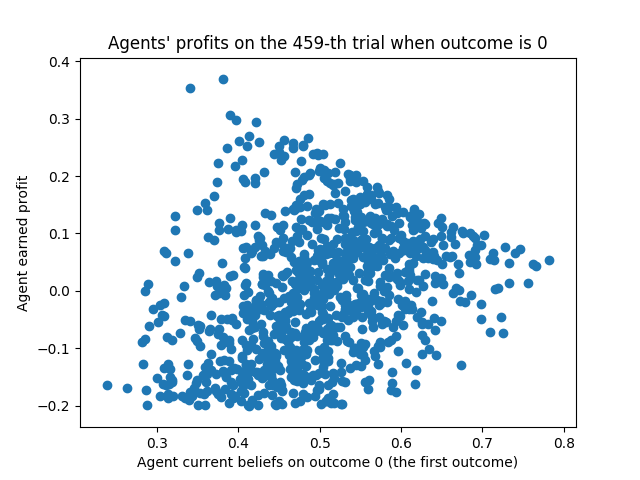 Agents' profits on the 459-th trial when outcome is 0
0.4
0.3
0.2
0.1
0.0
−0.1
−0.2
Agent earned profit
0.3 0.4 0.5 0.6 0.7 0.8
Agent current beliefs on outcome 0 (the first outcome)